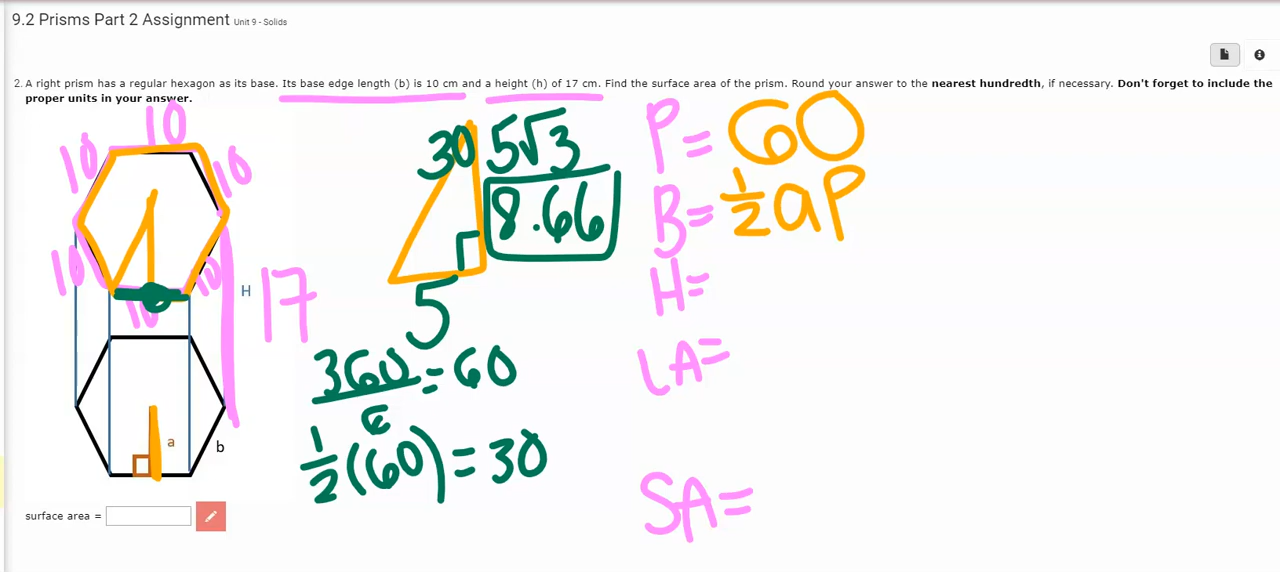 9.2 Prisms Part 2 Assignment Unit 9 - Solids
2. A right prism has a regular hexagon as its base. Its base edge length (b) is 10 cm and a height (h) of 17 cm. Find the surface area of the prism. Round your answer to the nearest hundredth, if necessary. Don't forget to include the
proper units in your answer.
10
10
10
10
10
10
H
17
a
b
surface area =
30
5√3
8.66
5
360/6 = 60
1/2(60) = 30
P = 60
B = 1/2 aP
H =
LA =
SA =